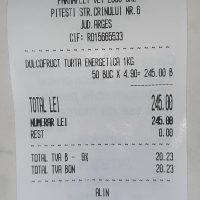 PITESTI STR.CRINULUI NR.6
JUD.ARGES
CIF: RO15665533
DULCOFRUCT TURTA ENERGETICA 1KG
50 BUC X 4.90= 245.00 B
TOTAL LEI 245.00
NUMERAR LEI 245.00
REST 0.00
TOTAL TVA B - 9% 20.23
TOTAL TVA BON 20.23
ALIN